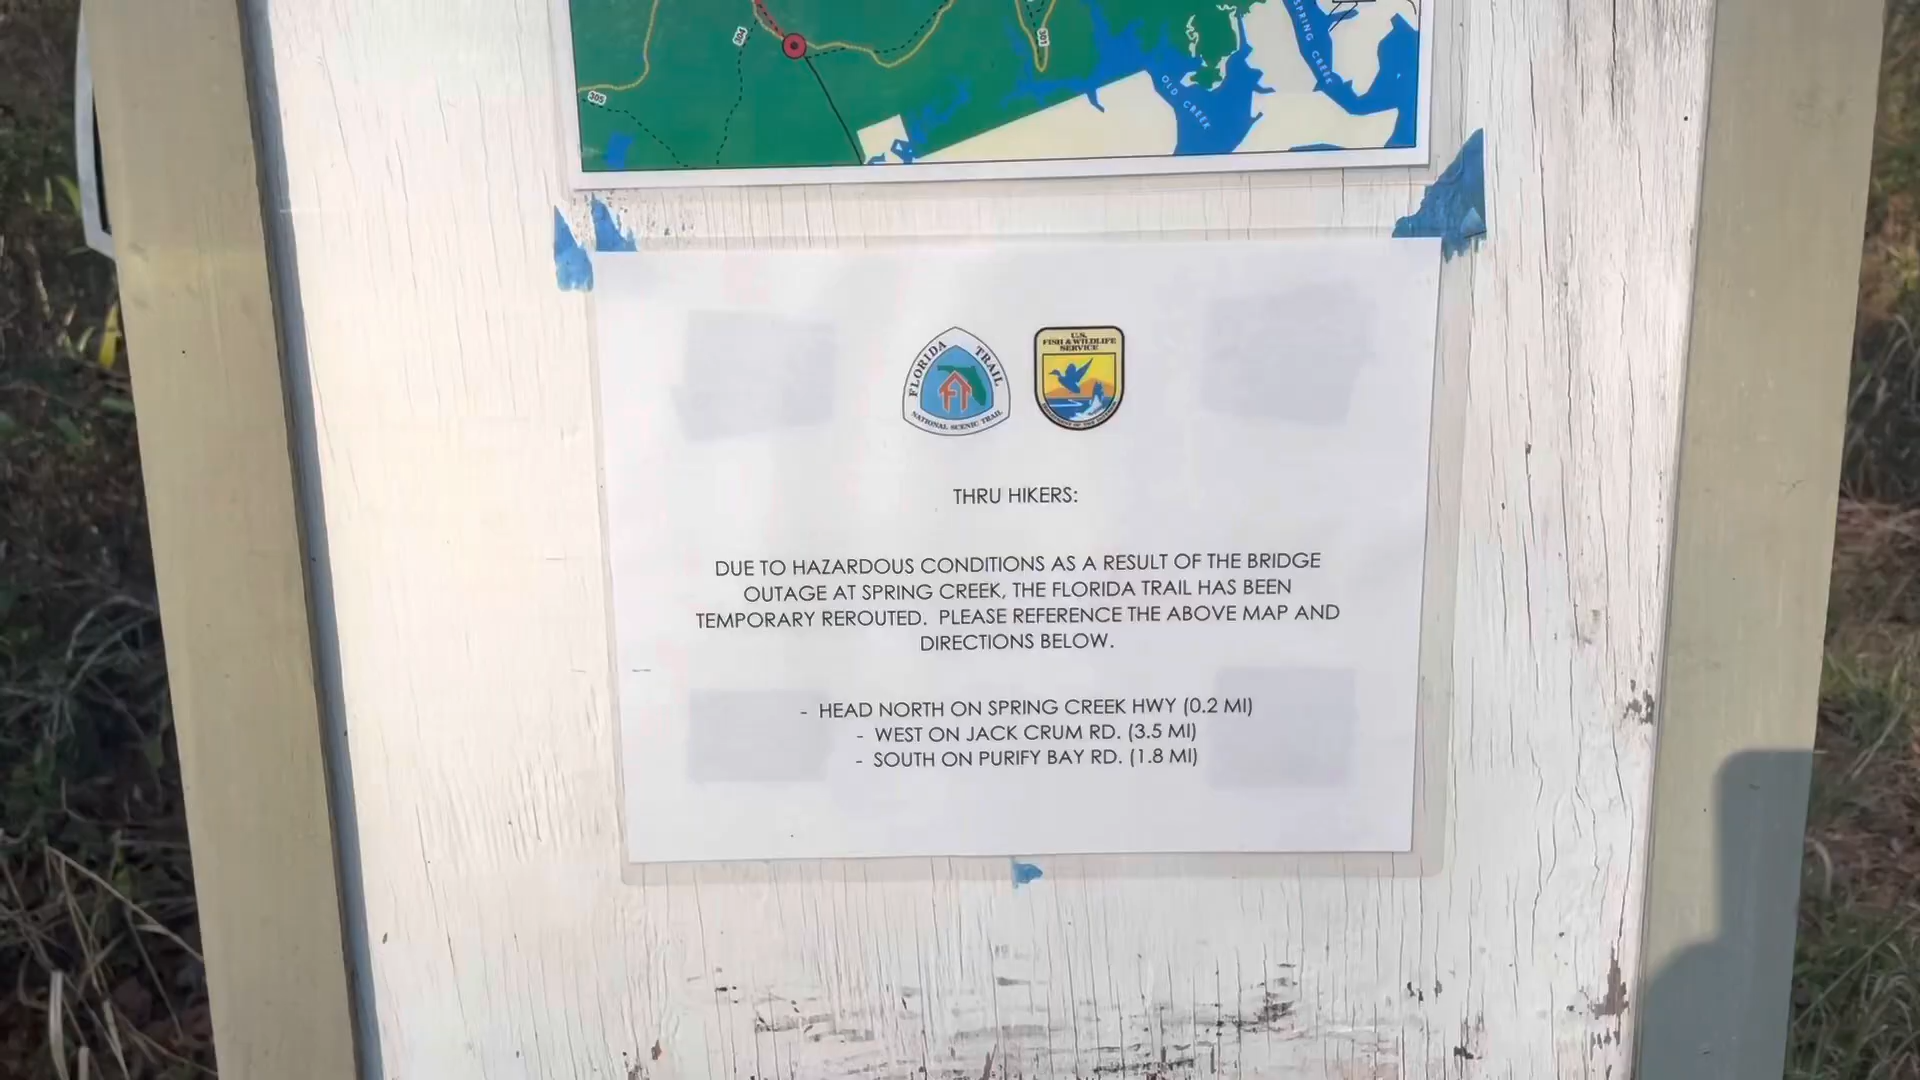 304
305
301
OLD CREEK
SPRING CREEK
FLORIDA TRAIL
NATIONAL SCENIC TRAIL
U.S.
FISH & WILDLIFE
SERVICE
THRU HIKERS:
DUE TO HAZARDOUS CONDITIONS AS A RESULT OF THE BRIDGE
OUTAGE AT SPRING CREEK, THE FLORIDA TRAIL HAS BEEN
TEMPORARY REROUTED. PLEASE REFERENCE THE ABOVE MAP AND
DIRECTIONS BELOW.
- HEAD NORTH ON SPRING CREEK HWY (0.2 MI)
- WEST ON JACK CRUM RD. (3.5 MI)
- SOUTH ON PURIFY BAY RD. (1.8 MI)